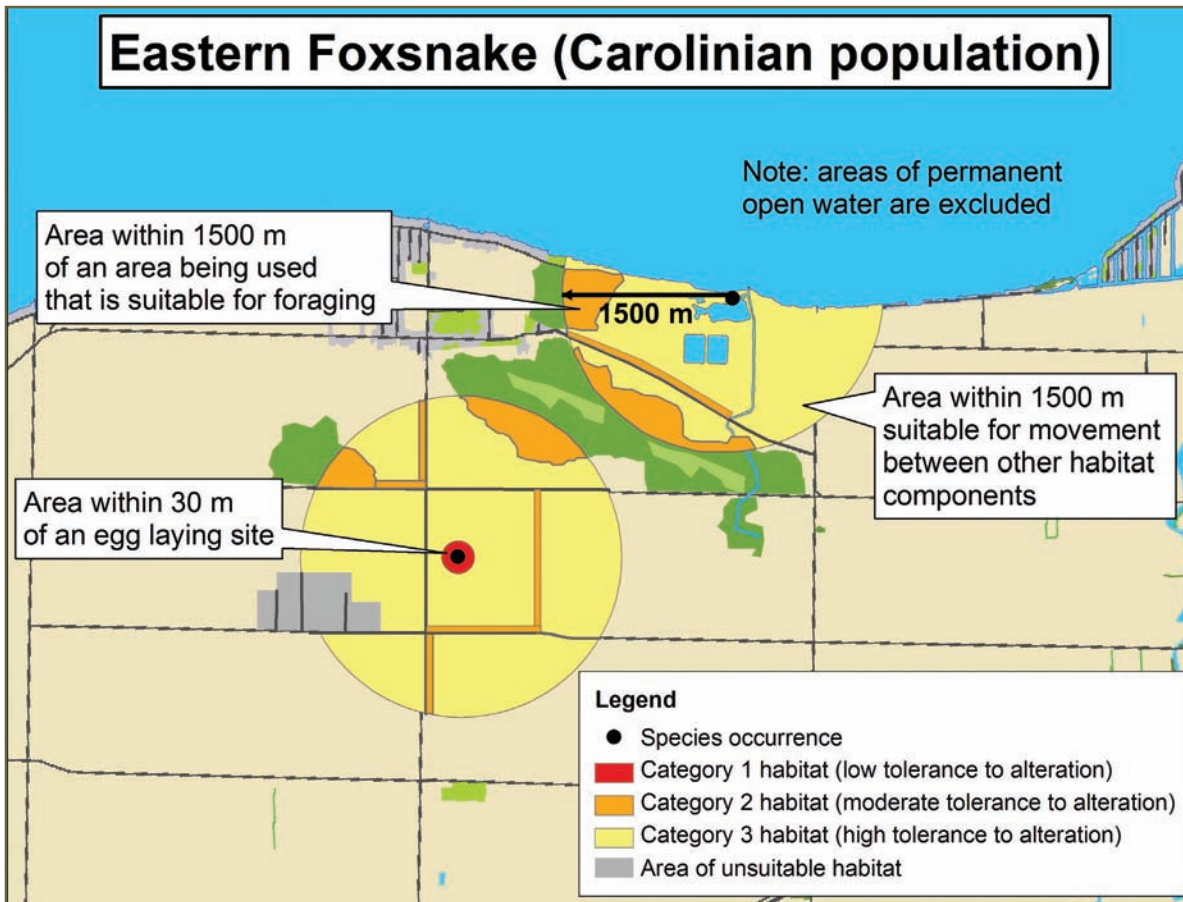 Eastern Foxsnake (Carolinian population)
Note: areas of permanent
open water are excluded
Area within 1500 m
of an area being used
that is suitable for foraging
1500 m
Area within 1500 m
suitable for movement
between other habitat
components
Area within 30 m
of an egg laying site
Legend
Species occurrence
Category 1 habitat (low tolerance to alteration)
Category 2 habitat (moderate tolerance to alteration)
Category 3 habitat (high tolerance to alteration)
Area of unsuitable habitat